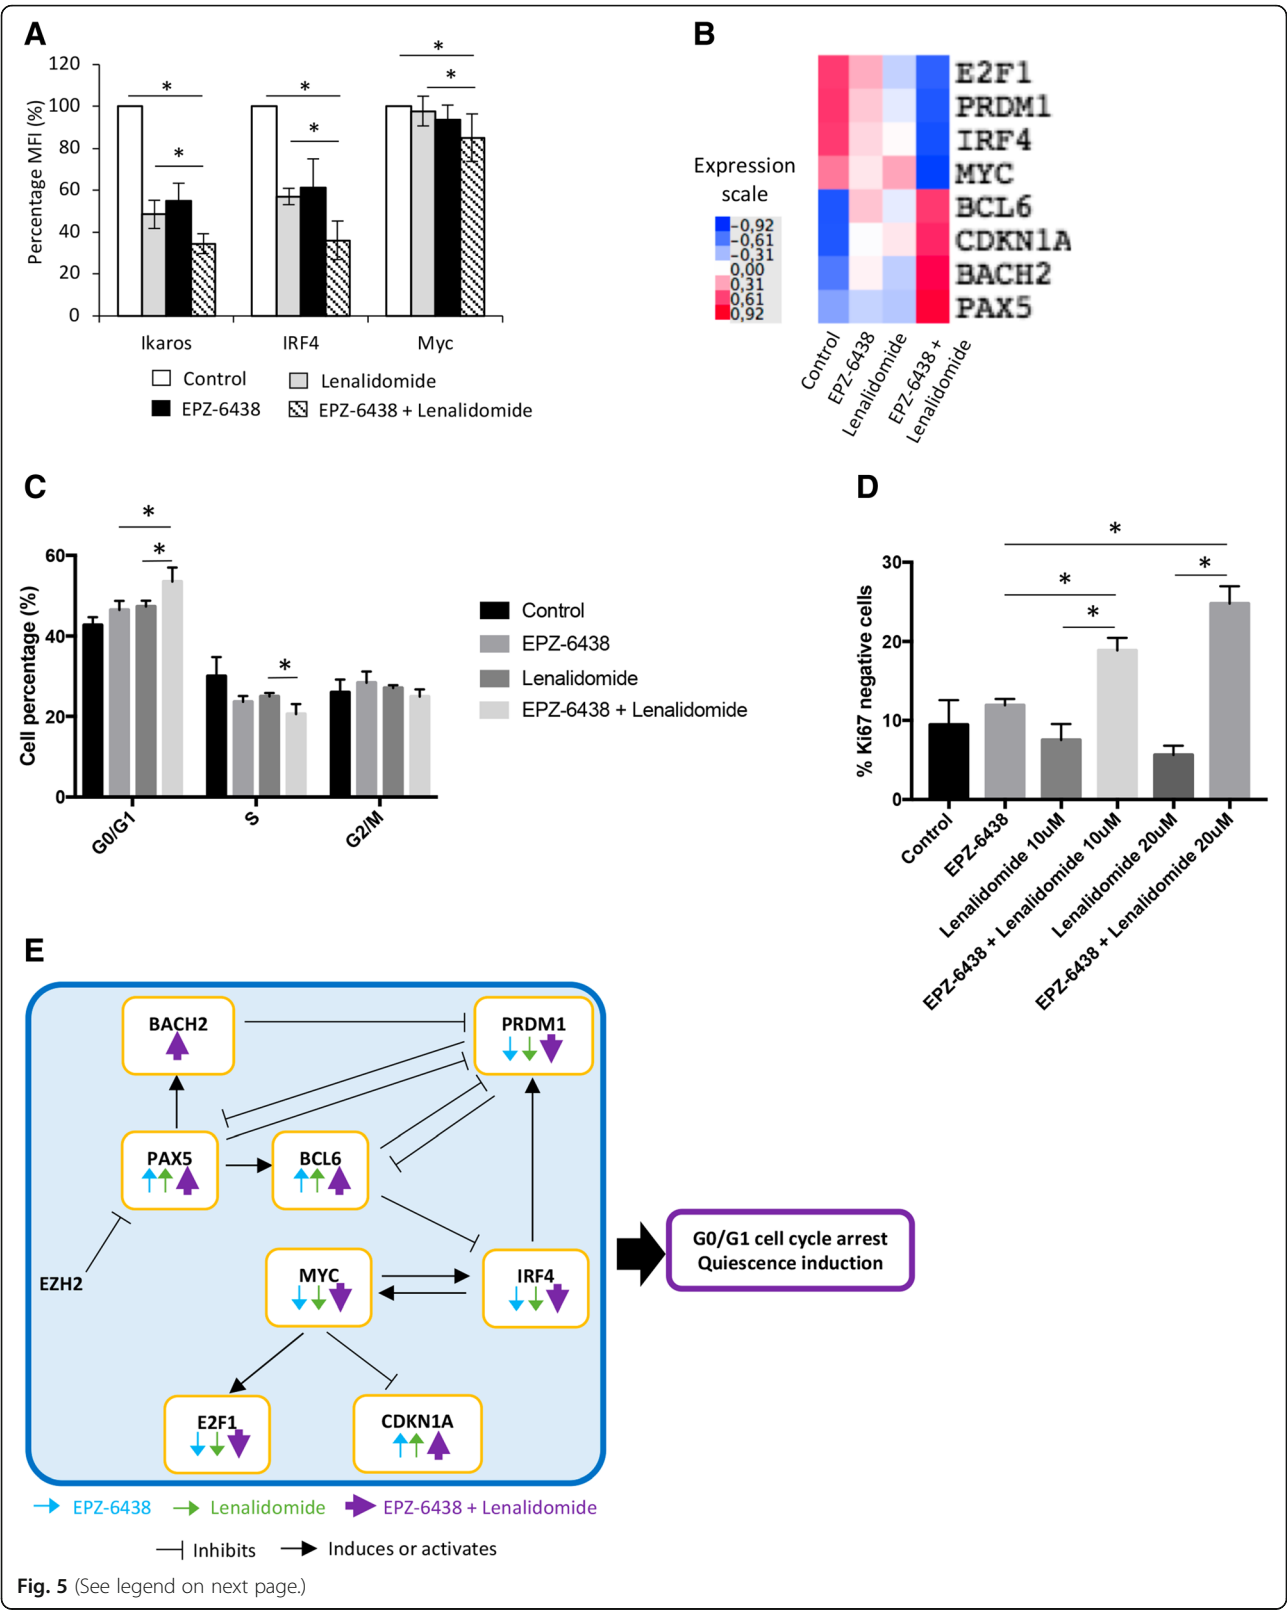 A
Percentage MFI (%)
120
100
80
60
40
20
0
*
*
*
*
*
*
Ikaros
IRF4
Myc
Control
Lenalidomide
EPZ-6438
EPZ-6438 + Lenalidomide
B
E2F1
PRDM1
IRF4
MYC
BCL6
CDKN1A
BACH2
PAX5
Expression
scale
-0,92
-0,61
-0,31
0,00
0,31
0,61
0,92
Control
EPZ-6438
Lenalidomide
EPZ-6438 +
Lenalidomide
C
Cell percentage (%)
60
40
20
0
*
*
*
G0/G1
S
G2/M
Control
EPZ-6438
Lenalidomide
EPZ-6438 + Lenalidomide
D
% Ki67 negative cells
30
20
10
0
*
*
*
*
Control
EPZ-6438
Lenalidomide 10uM
EPZ-6438 + Lenalidomide 10uM
Lenalidomide 20uM
EPZ-6438 + Lenalidomide 20uM
E
BACH2
PRDM1
PAX5
BCL6
EZH2
MYC
IRF4
E2F1
CDKN1A
G0/G1 cell cycle arrest
Quiescence induction
EPZ-6438
Lenalidomide
EPZ-6438 + Lenalidomide
Inhibits
Induces or activates
Fig. 5 (See legend on next page.)